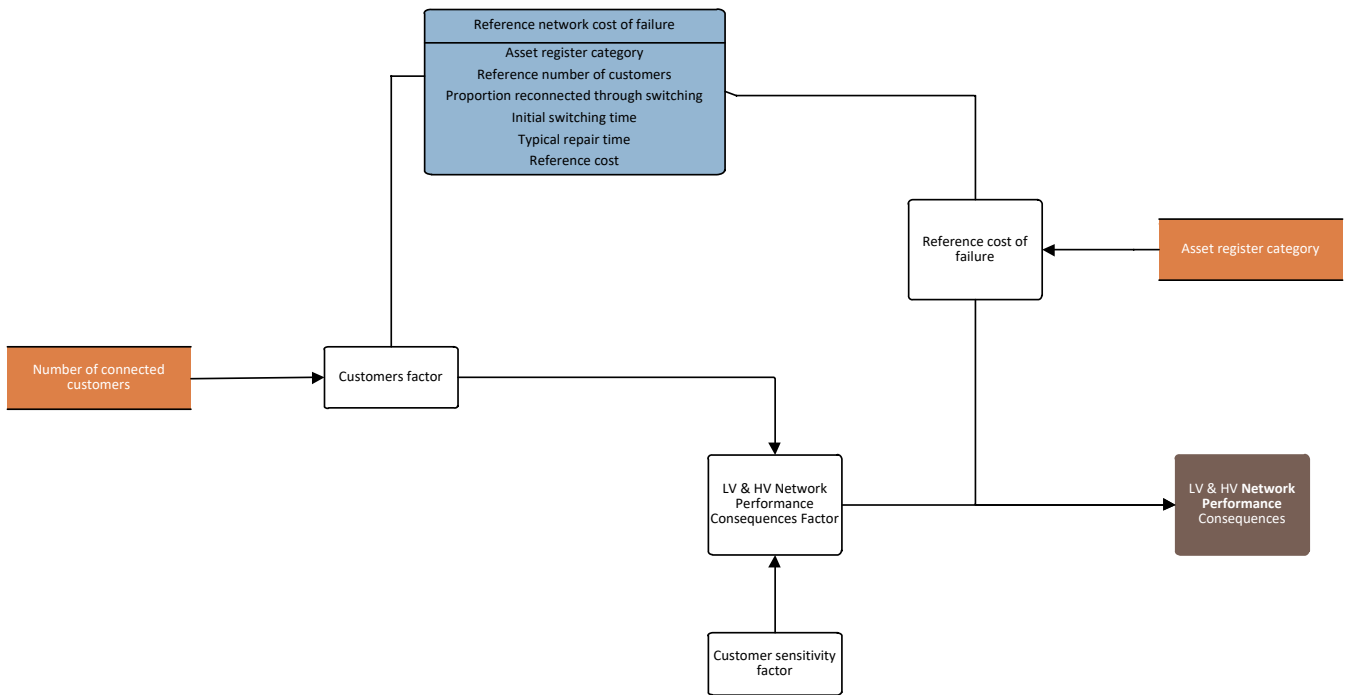 Reference network cost of failure
Asset register category
Reference number of customers
Proportion reconnected through switching
Initial switching time
Typical repair time
Reference cost
Reference cost of
failure
Asset register category
Number of connected
customers
Customers factor
LV & HV Network
Performance
Consequences Factor
LV & HV Network
Performance
Consequences
Customer sensitivity
factor